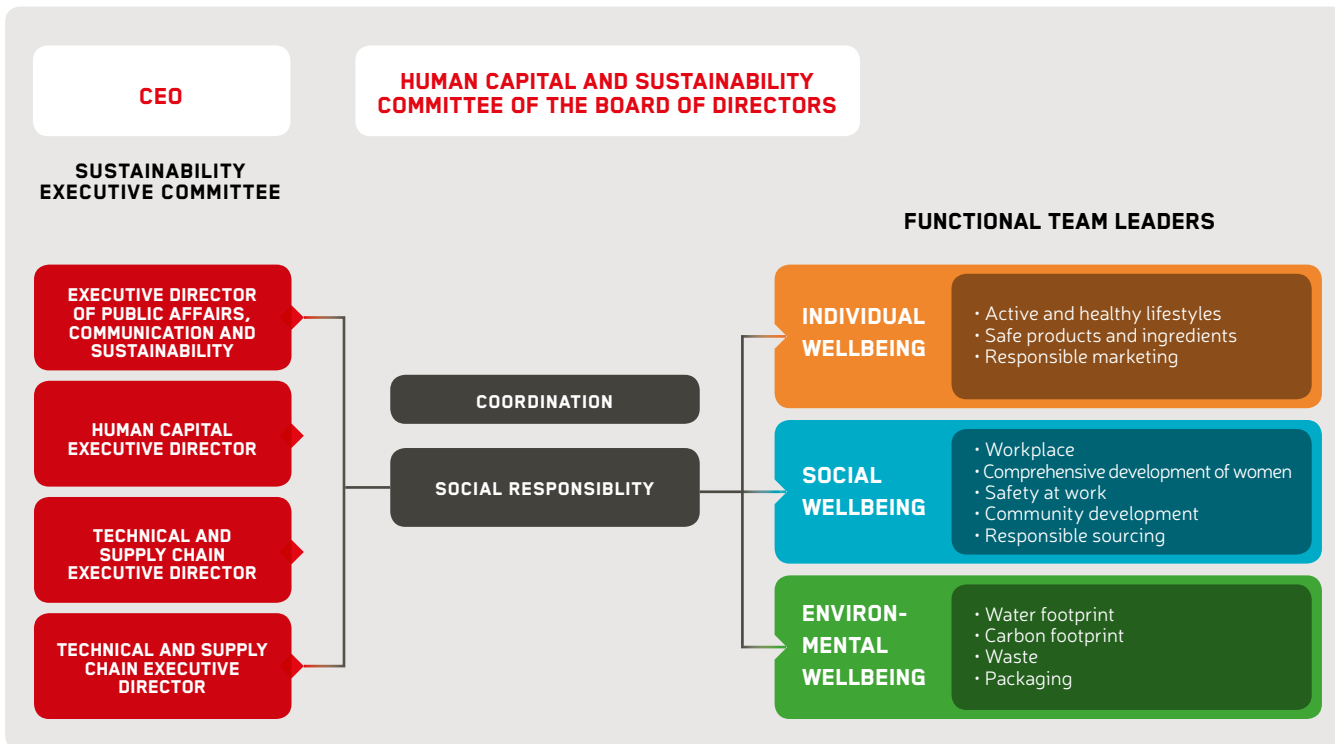 CEO
HUMAN CAPITAL AND SUSTAINABILITY
COMMITTEE OF THE BOARD OF DIRECTORS
SUSTAINABILITY
EXECUTIVE COMMITTEE
FUNCTIONAL TEAM LEADERS
EXECUTIVE DIRECTOR
OF PUBLIC AFFAIRS,
COMMUNICATION AND
SUSTAINABILITY
HUMAN CAPITAL
EXECUTIVE DIRECTOR
TECHNICAL AND
SUPPLY CHAIN
EXECUTIVE DIRECTOR
TECHNICAL AND SUPPLY
CHAIN EXECUTIVE
DIRECTOR
COORDINATION
SOCIAL RESPONSIBLITY
INDIVIDUAL
WELLBEING
· Active and healthy lifestyles
· Safe products and ingredients
· Responsible marketing
SOCIAL
WELLBEING
· Workplace
· Comprehensive development of women
· Safety at work
· Community development
· Responsible sourcing
ENVIRON-
MENTAL
WELLBEING
· Water footprint
· Carbon footprint
· Waste
· Packaging